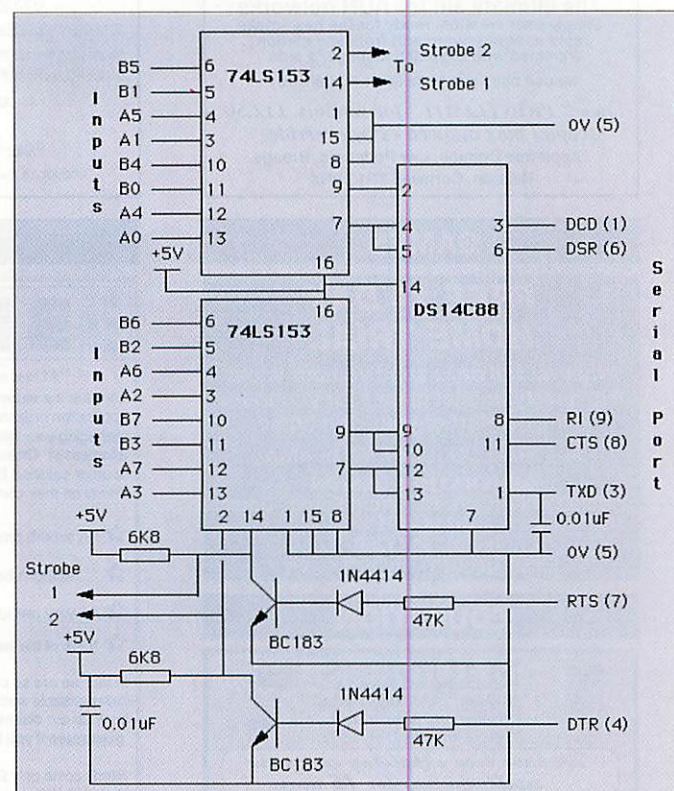 74LS153
2
Strobe 2
To
14
Strobe 1
B5 6
B1 5
A5 4
A1 3
B4 10
B0 11
A4 12
A0 13
Inputs
1
15
8
9
7
16
0V (5)
2
4
5
14
3 DCD (1)
6 DSR (6)
DS14C88
Serial Port
+5V
16
74LS153
B6 6
B2 5
A6 4
A2 3
B7 10
B3 11
A7 12
A3 13
Inputs
9 9
10
7 12
13
8 RI (9)
11 CTS (8)
1 TXD (3)
7
0.01uF
2 14 1 15 8
+5V
6K8
0V (5)
Strobe
1
2
1N4414
RTS (7)
47K
BC183
+5V
6K8
1N4414
0.01uF
DTR (4)
47K
BC183